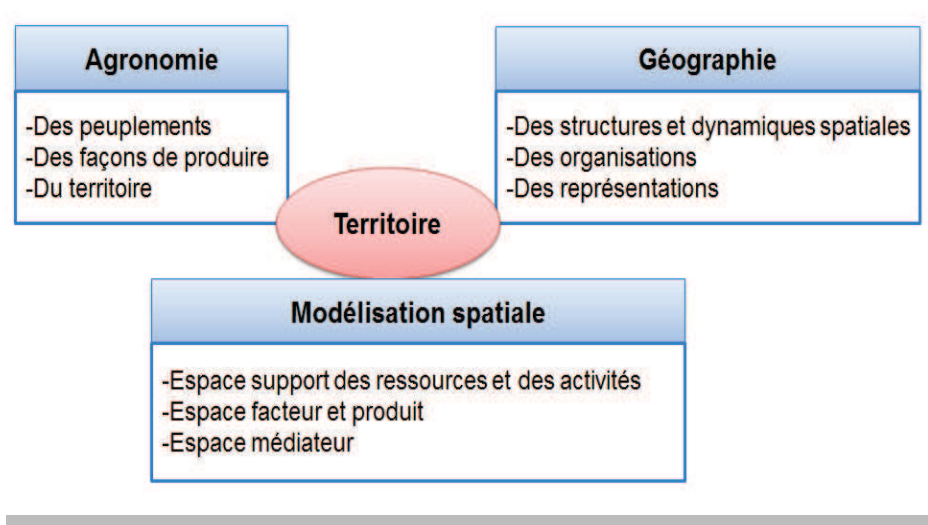 Agronomie
-Des peuplements
-Des façons de produire
-Du territoire
Géographie
-Des structures et dynamiques spatiales
-Des organisations
-Des représentations
Territoire
Modélisation spatiale
-Espace support des ressources et des activités
-Espace facteur et produit
-Espace médiateur